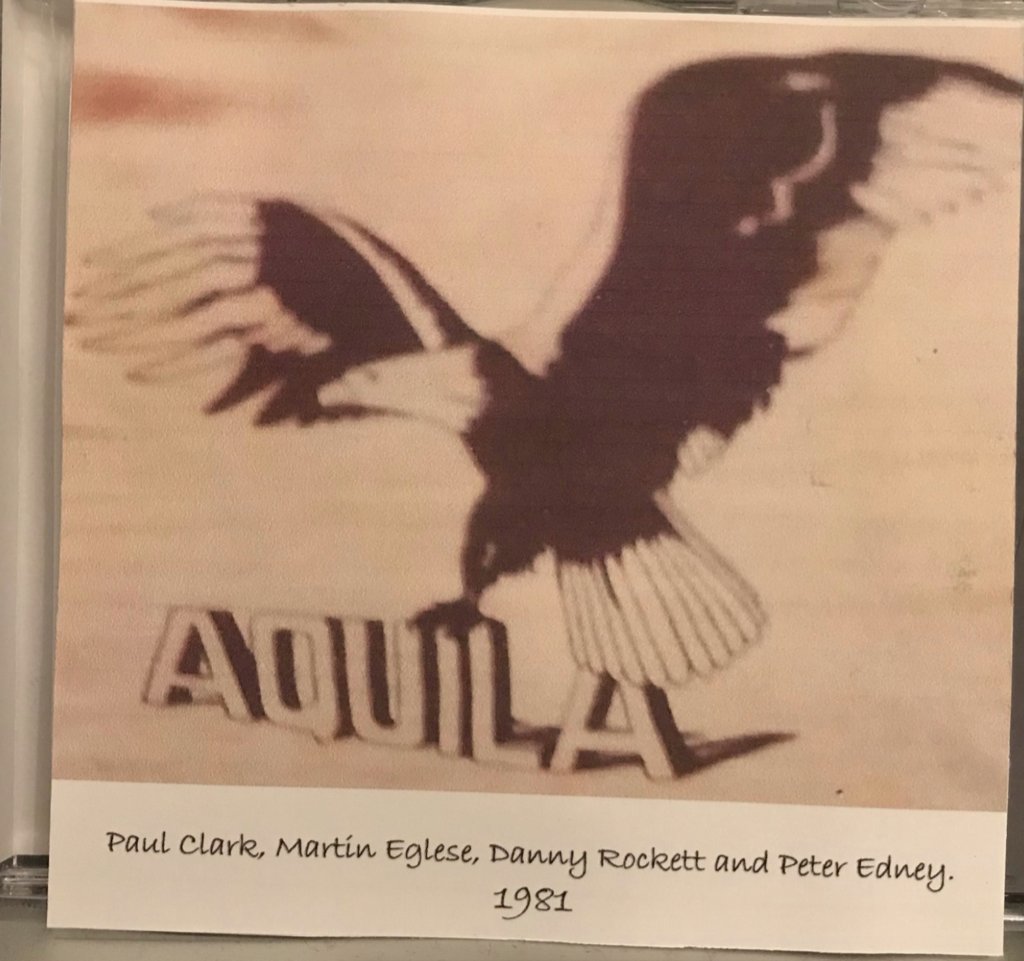 AQUILA
Paul Clark, Martin Eglese, Danny Rockett and Peter Edney.
1981